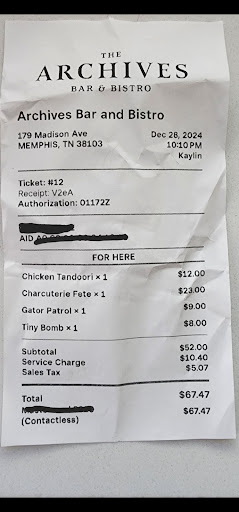 THE
ARCHIVES
BAR & BISTRO
Archives Bar and Bistro
179 Madison Ave Dec 28, 2024
MEMPHIS, TN 38103 10:10 PM
Kaylin
Ticket: #12
Receipt: V2eA
Authorization: 01172Z
AID
FOR HERE
Chicken Tandoori × 1 $12.00
Charcuterie Fete × 1 $23.00
Gator Patrol × 1 $9.00
Tiny Bomb × 1 $8.00
Subtotal $52.00
Service Charge $10.40
Sales Tax $5.07
Total $67.47
$67.47
(Contactless)